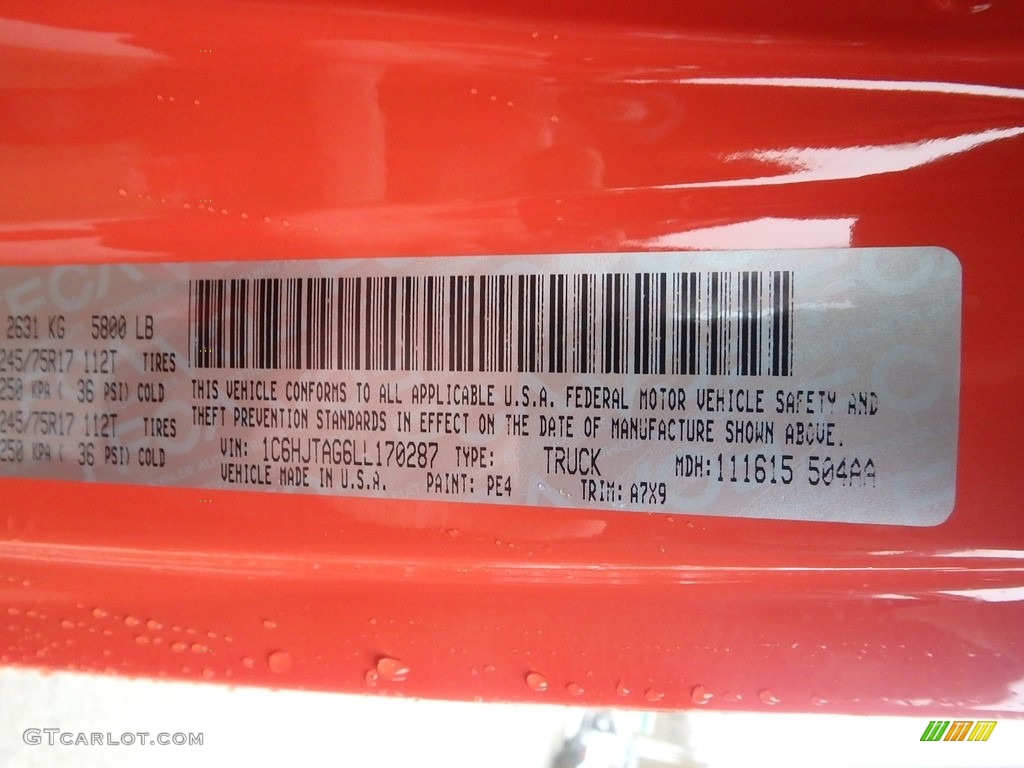 2631 KG 5800 LB
245/75R17 112T TIRES
250 KPA ( 36 PSI) COLD
245/75R17 112T TIRES
250 KPA ( 36 PSI) COLD
THIS VEHICLE CONFORMS TO ALL APPLICABLE U.S.A. FEDERAL MOTOR VEHICLE SAFETY AND
THEFT PREVENTION STANDARDS IN EFFECT ON THE DATE OF MANUFACTURE SHOWN ABOVE.
VIN: 1C6HJTAG6LL170287 TYPE: TRUCK MDH: 111615 504AA
VEHICLE MADE IN U.S.A. PAINT: PE4 TRIM: A7X9
GTCARLOT.COM